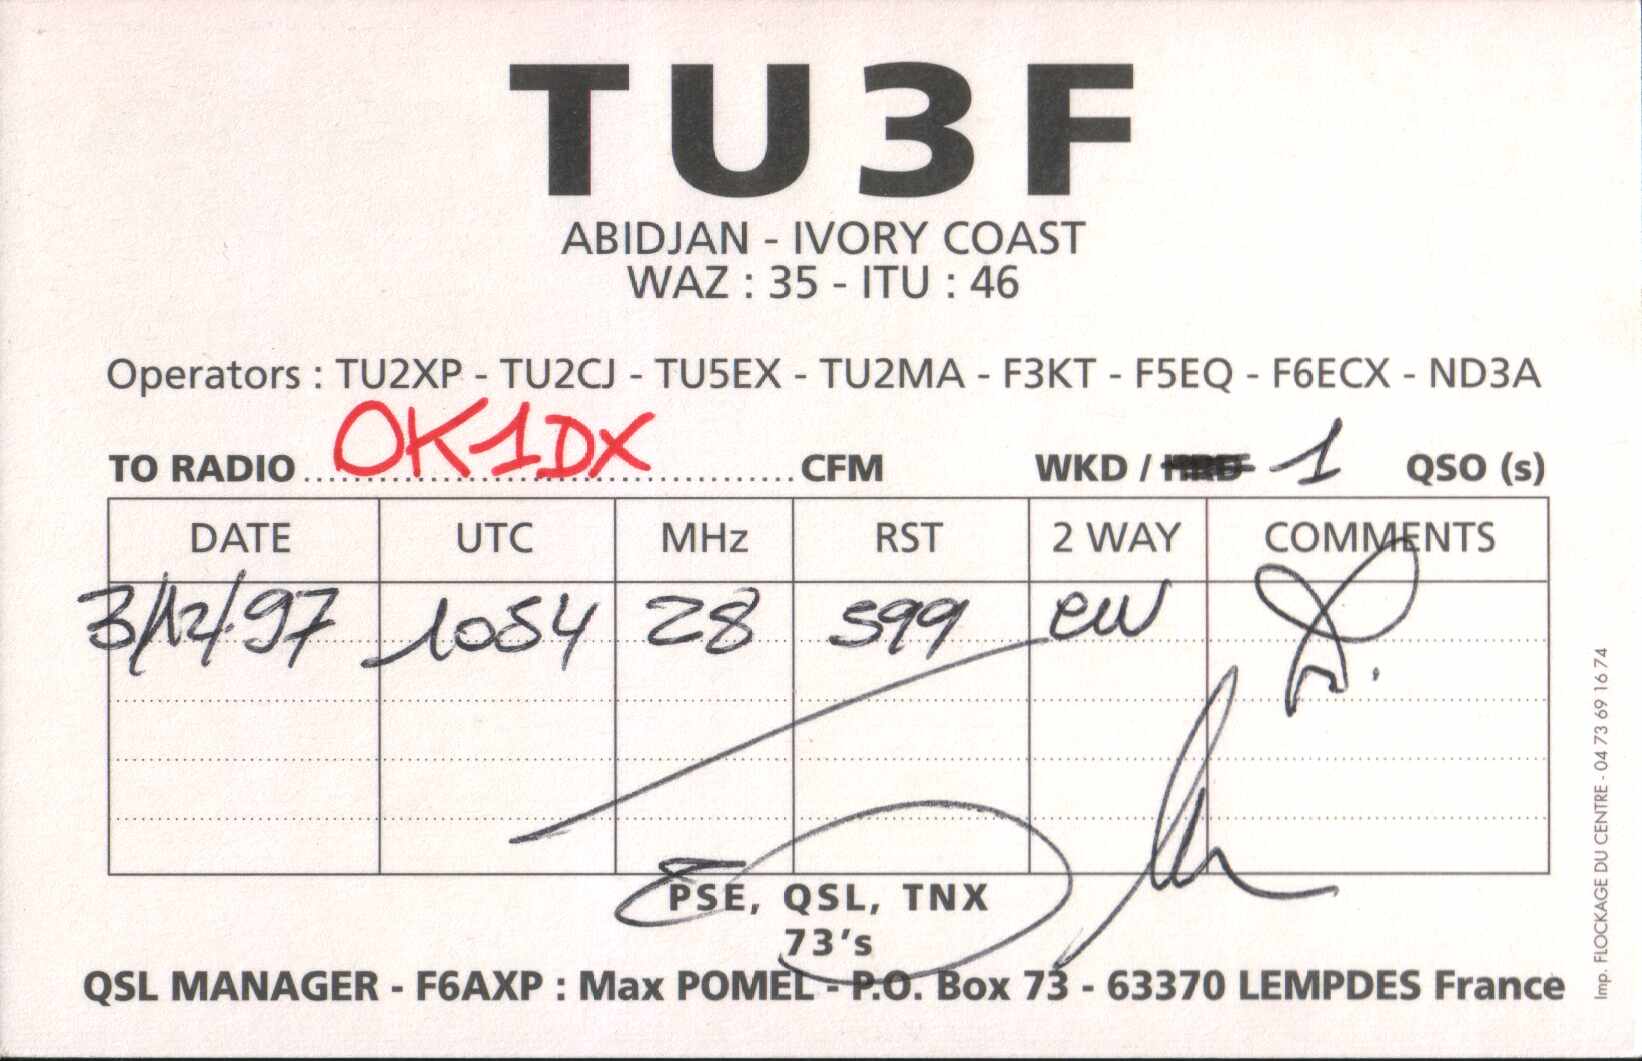 TU3F
ABIDJAN - IVORY COAST
WAZ : 35 - ITU : 46
Operators : TU2XP - TU2CJ - TU5EX - TU2MA - F3KT - F5EQ - F6ECX - ND3A
TO RADIO OK1DX CFM WKD / 1 QSO (s)
DATE UTC MHz RST 2 WAY COMMENTS
3/12/97 1054 28 599 CW
PSE, QSL, TNX
73's
QSL MANAGER - F6AXP : Max POMEL - P.O. Box 73 - 63370 LEMPDES France
Imp. FLOCKAGE DU CENTRE - 04 73 69 16 74